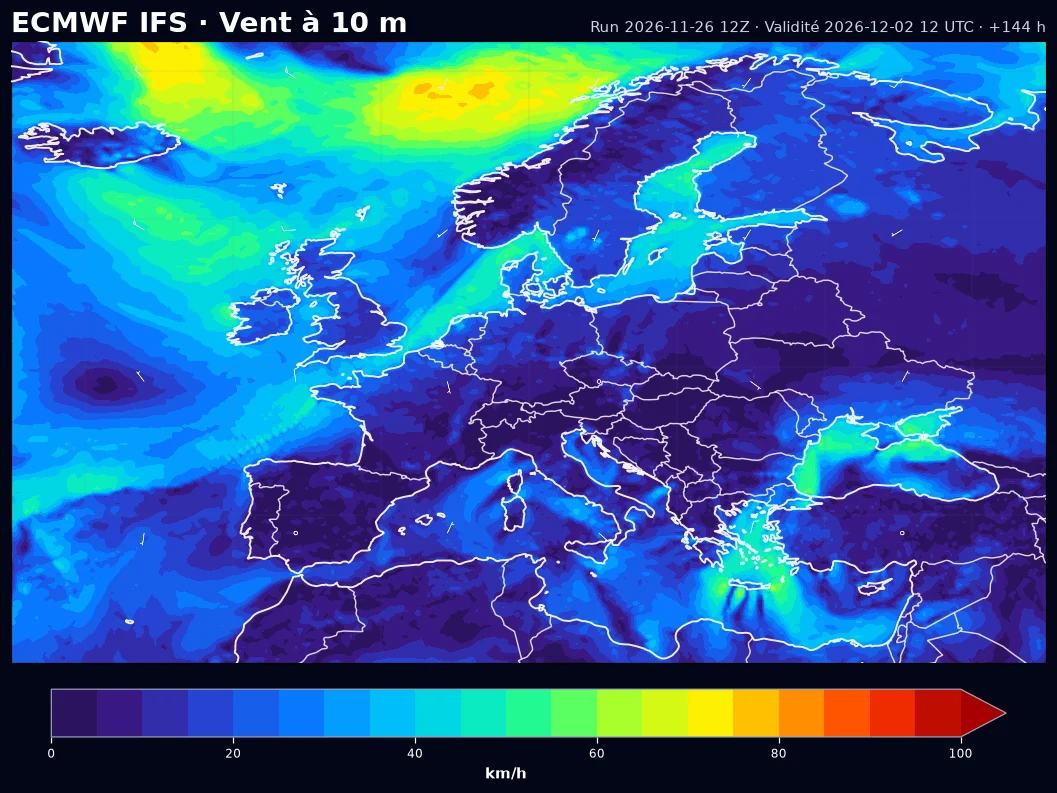 ECMWF IFS · Vent à 10 m
Run 2026-11-26 12Z · Validité 2026-12-02 12 UTC · +144 h
0 20 40 60 80 100
km/h